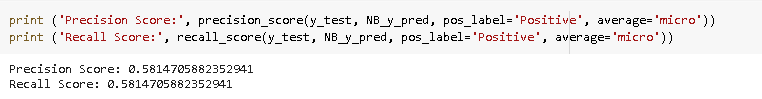 print ('Precision Score:', precision_score(y_test, NB_y_pred, pos_label='Positive', average='micro'))
print ('Recall Score:', recall_score(y_test, NB_y_pred, pos_label='Positive', average='micro'))
Precision Score: 0.5814705882352941
Recall Score: 0.5814705882352941